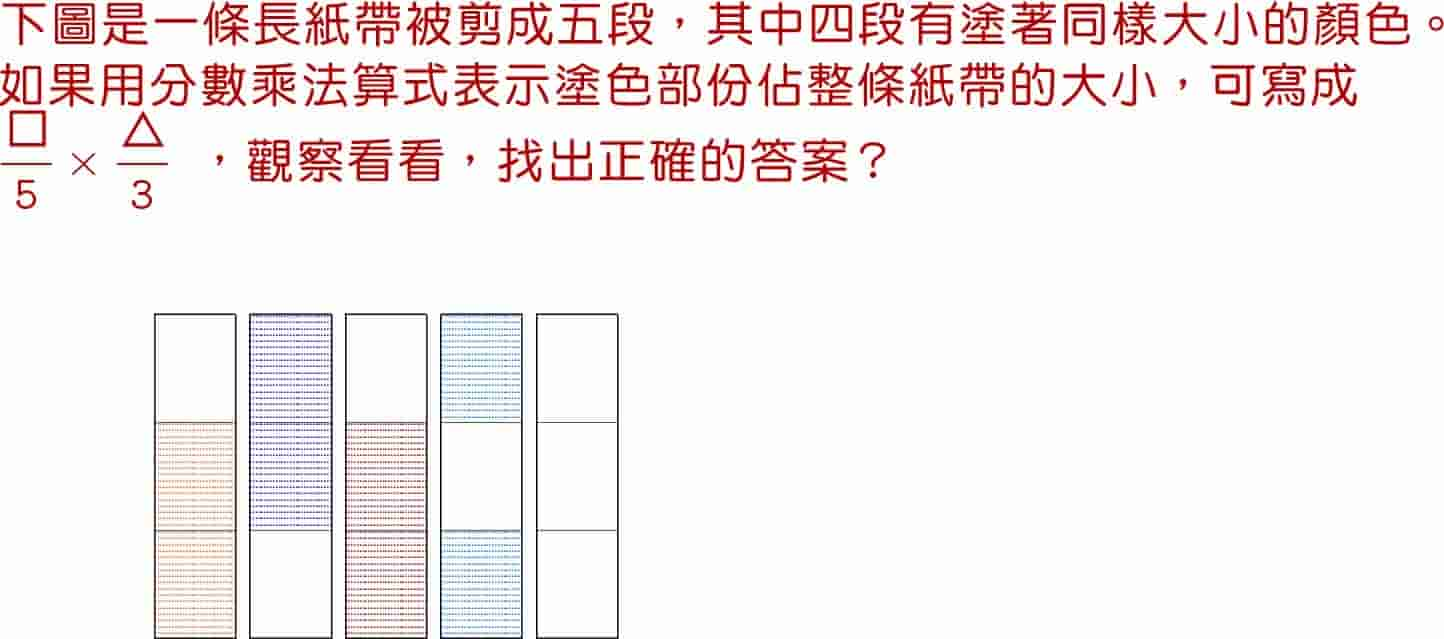 下圖是一條長紙帶被剪成五段，其中四段有塗著同樣大小的顏色。
如果用分數乘法算式表示塗色部份佔整條紙帶的大小，可寫成
□/5 × △/3 ，觀察看看，找出正確的答案？